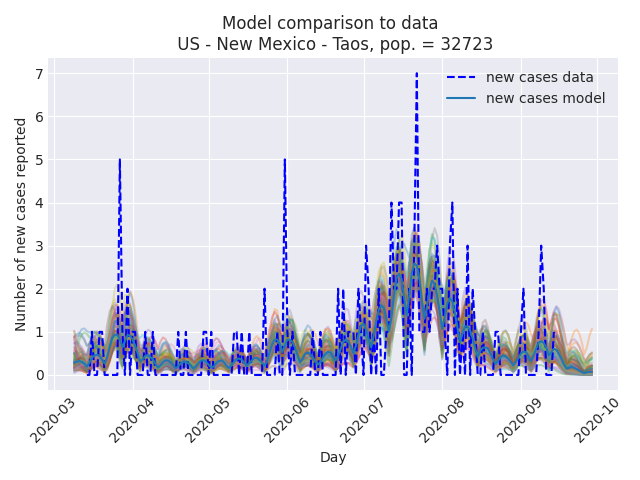 Model comparison to data
US - New Mexico - Taos, pop. = 32723
new cases data
new cases model
Number of new cases reported
7
6
5
4
3
2
1
0
2020-03
2020-04
2020-05
2020-06
2020-07
2020-08
2020-09
2020-10
Day